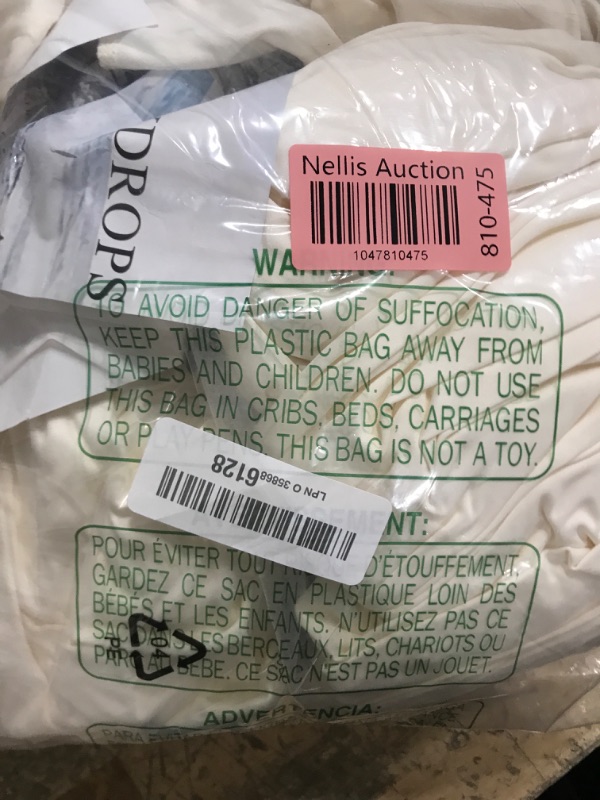 DROPS
Nellis Auction
1047810475
810-475
TO AVOID DANGER OF SUFFOCATION,
KEEP THIS PLASTIC BAG AWAY FROM
BABIES AND CHILDREN. DO NOT USE
THIS BAG IN CRIBS, BEDS, CARRIAGES
OR PLAY PENS. THIS BAG IS NOT A TOY.
LPN O 358686128
POUR ÉVITER TOUT D'ÉTOUFFEMENT,
GARDEZ CE SAC EN PLASTIQUE LOIN DES
BÉBÉS ET LES ENFANTS. N'UTILISEZ PAS CE
SAC DANS LES BERCEAUX, LITS, CHARIOTS OU
BÉBÉ. CE SAC N'EST PAS UN JOUET.
04
PE
ADVERTENCIA:
PARA